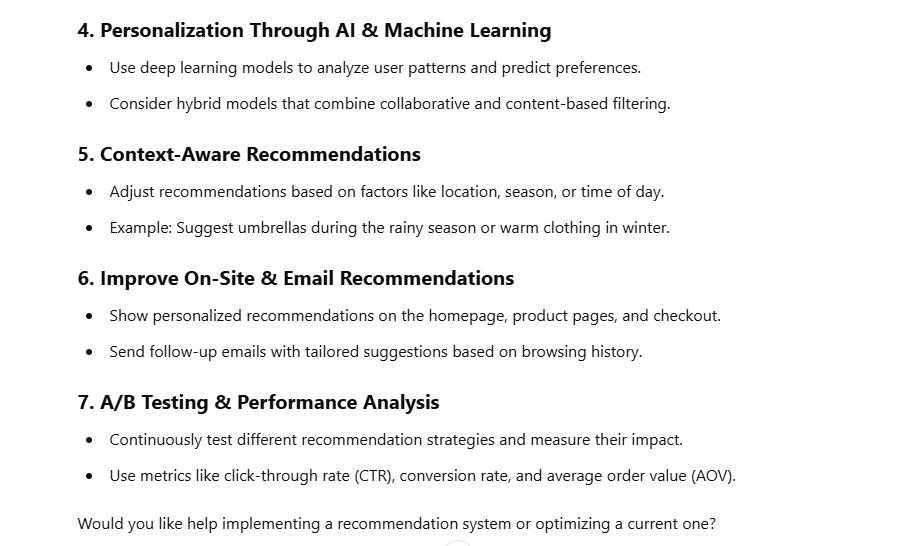 4. Personalization Through AI & Machine Learning
• Use deep learning models to analyze user patterns and predict preferences.
• Consider hybrid models that combine collaborative and content-based filtering.
5. Context-Aware Recommendations
• Adjust recommendations based on factors like location, season, or time of day.
• Example: Suggest umbrellas during the rainy season or warm clothing in winter.
6. Improve On-Site & Email Recommendations
• Show personalized recommendations on the homepage, product pages, and checkout.
• Send follow-up emails with tailored suggestions based on browsing history.
7. A/B Testing & Performance Analysis
• Continuously test different recommendation strategies and measure their impact.
• Use metrics like click-through rate (CTR), conversion rate, and average order value (AOV).
Would you like help implementing a recommendation system or optimizing a current one?